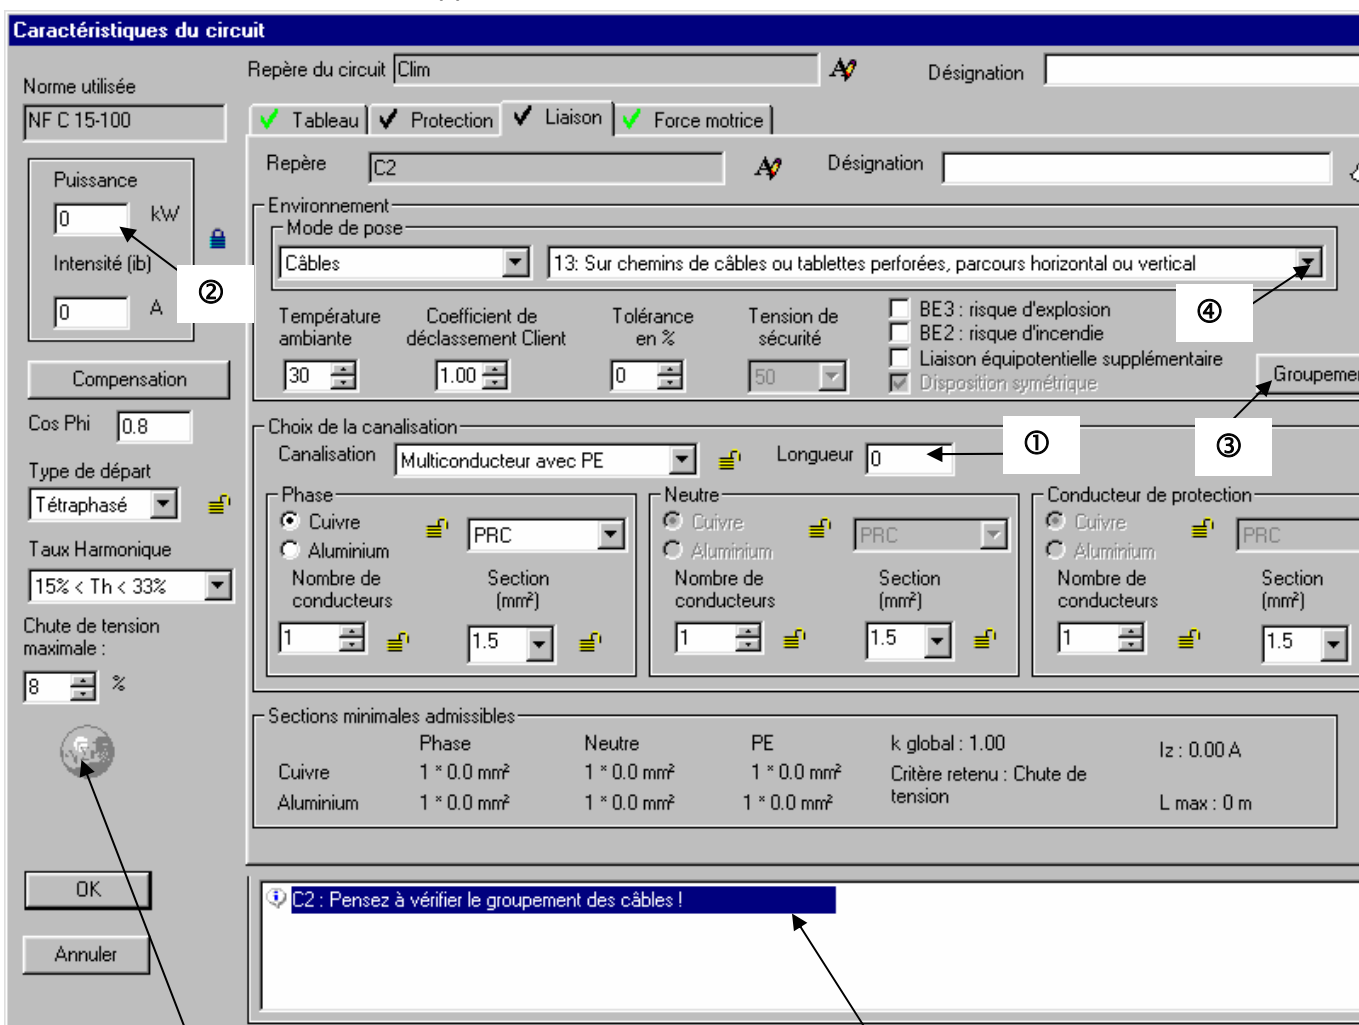 Caractéristiques du circuit
Norme utilisée
NF C 15-100
Repère du circuit Clim
Désignation
Tableau Protection Liaison Force motrice
Repère C2 Désignation
Puissance
0 kW
Intensité (ib)
0 A
②
Environnement
Mode de pose
Câbles 13: Sur chemins de câbles ou tablettes perforées, parcours horizontal ou vertical
④
Température ambiante
30
Coefficient de déclassement Client
1.00
Tolérance en %
0
Tension de sécurité
50
BE3 : risque d'explosion
BE2 : risque d'incendie
Liaison équipotentielle supplémentaire
Disposition symétrique
Groupemen
③
Compensation
Cos Phi 0.8
Type de départ
Tétraphasé
Taux Harmonique
15% < Th < 33%
Chute de tension
maximale :
8 %
Choix de la canalisation
Canalisation Multiconducteur avec PE Longueur 0
①
Phase
Cuivre
Aluminium
PRC
Nombre de conducteurs
1
Section (mm²)
1.5
Neutre
Cuivre
Aluminium
PRC
Nombre de conducteurs
1
Section (mm²)
1.5
Conducteur de protection
Cuivre
Aluminium
PRC
Nombre de conducteurs
1
Section (mm²)
1.5
Sections minimales admissibles
Phase Neutre PE k global : 1.00 Iz : 0.00 A
Cuivre 1 * 0.0 mm² 1 * 0.0 mm² 1 * 0.0 mm² Critère retenu : Chute de
Aluminium 1 * 0.0 mm² 1 * 0.0 mm² 1 * 0.0 mm² tension L max : 0 m
OK
Annuler
C2 : Pensez à vérifier le groupement des câbles !